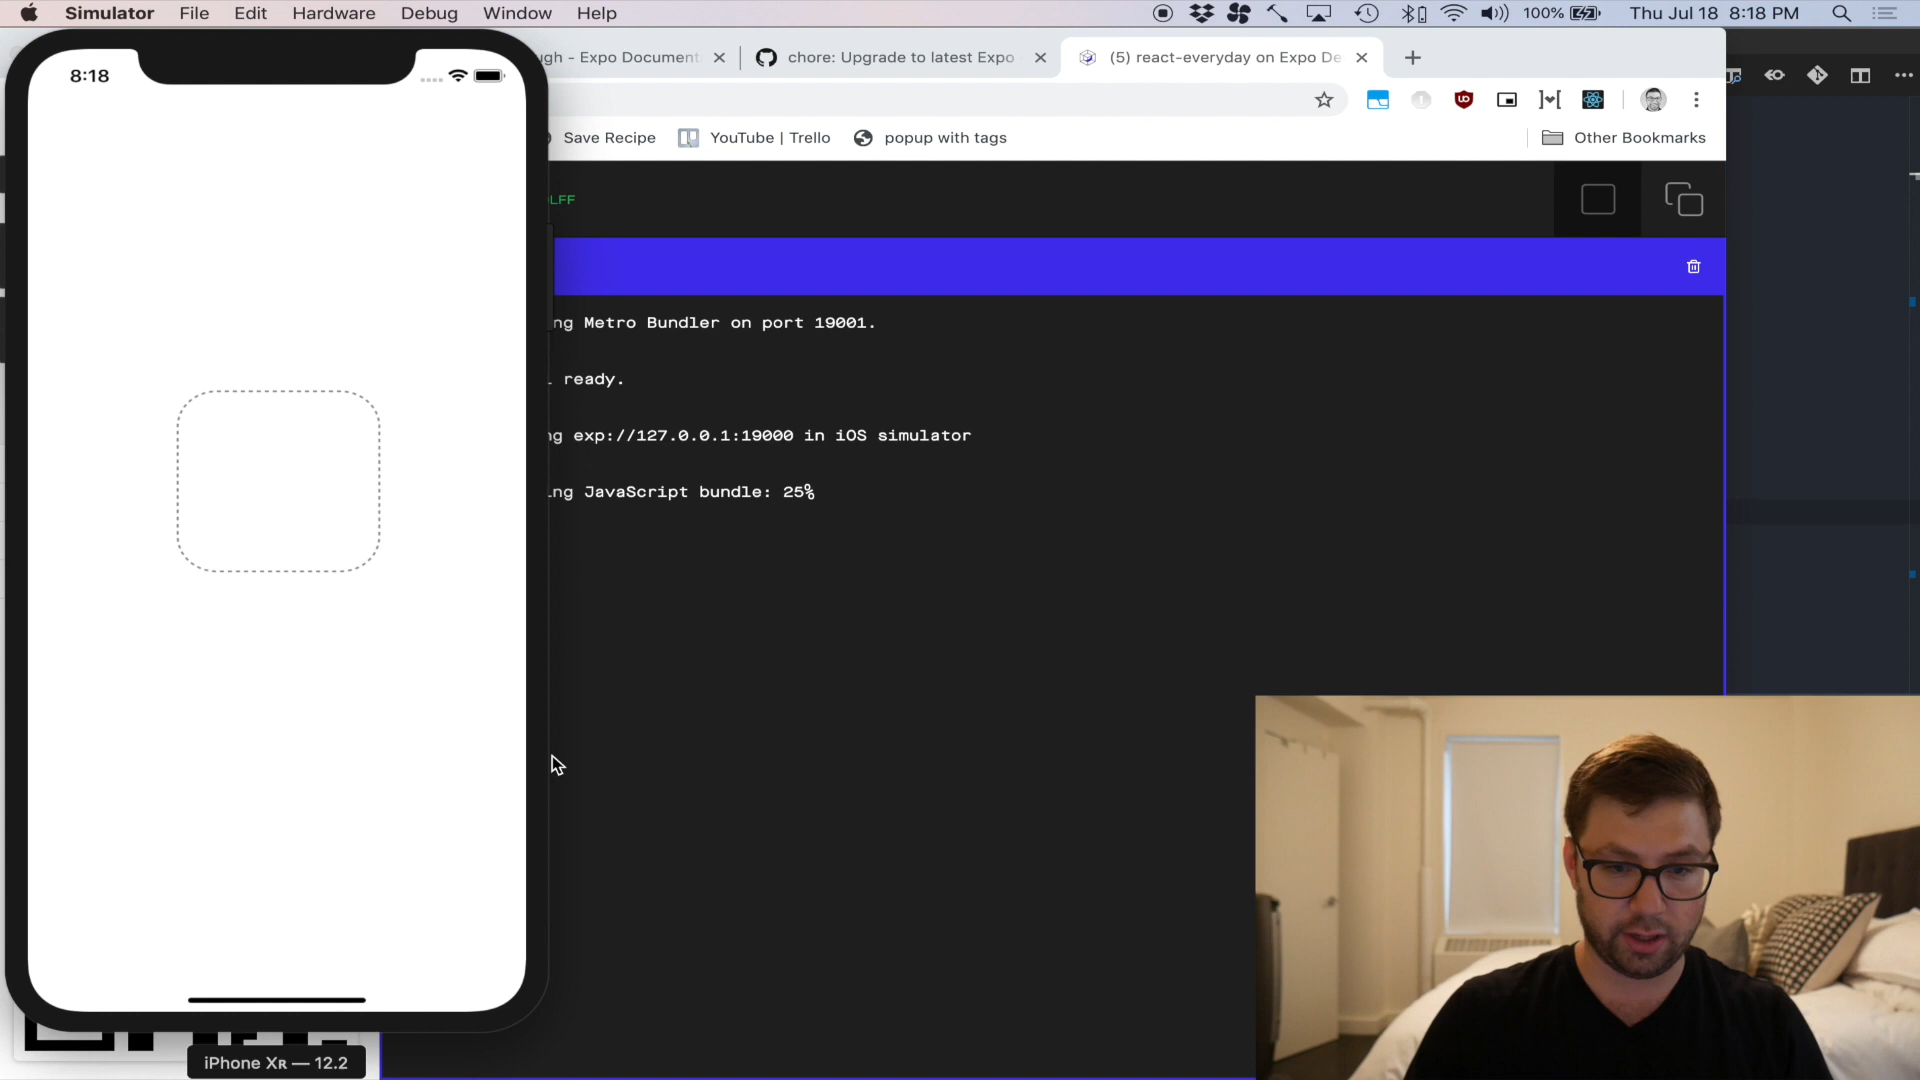 Simulator File Edit Hardware Debug Window Help 100% Thu Jul 18 8:18 PM
8:18
ugh - Expo Document
chore: Upgrade to latest Expo
(5) react-everyday on Expo De
Save Recipe
YouTube | Trello
popup with tags
Other Bookmarks
LFF
ng Metro Bundler on port 19001.
ready.
ng exp://127.0.0.1:19000 in iOS simulator
ing JavaScript bundle: 25%
iPhone XR — 12.2